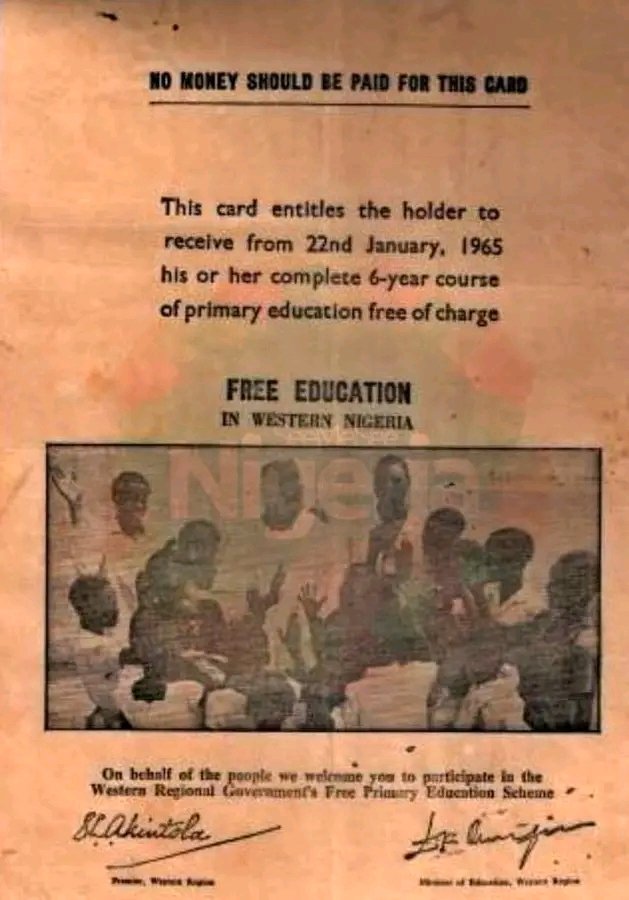 NO MONEY SHOULD BE PAID FOR THIS CARD
This card entitles the holder to
receive from 22nd January, 1965
his or her complete 6-year course
of primary education free of charge
FREE EDUCATION
IN WESTERN NIGERIA
Nigeria
On behalf of the people we welcome you to participate in the
Western Regional Government's Free Primary Education Scheme
S L Akintola
Premier, Western Region
Minister of Education, Western Region